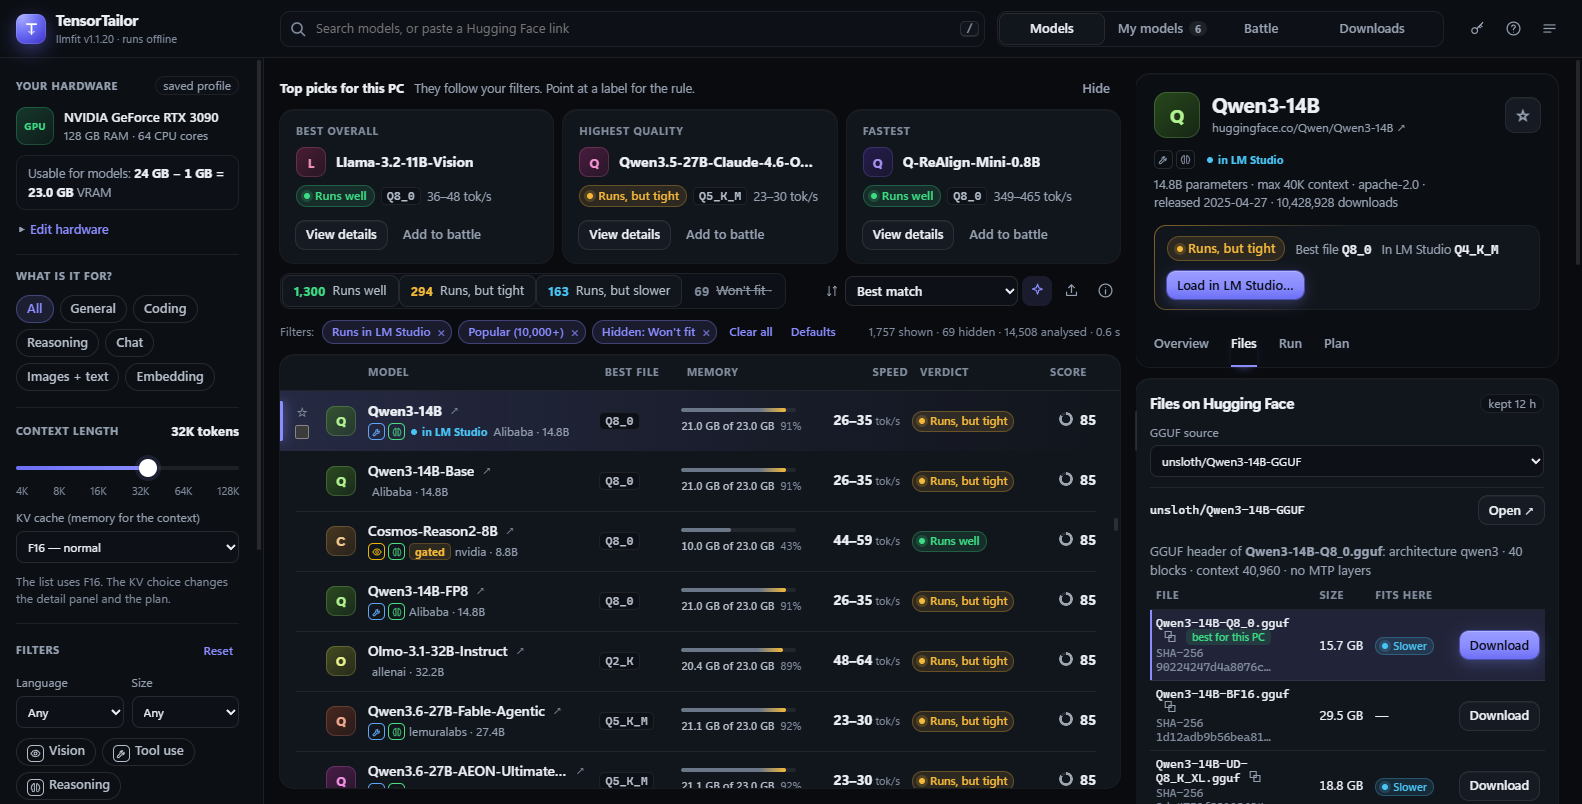 TensorTailor
llmfit v1.1.20 · runs offline
Search models, or paste a Hugging Face link
/
Models
My models 6
Battle
Downloads
YOUR HARDWARE
saved profile
GPU
NVIDIA GeForce RTX 3090
128 GB RAM · 64 CPU cores
Usable for models: 24 GB − 1 GB =
23.0 GB VRAM
▸ Edit hardware
WHAT IS IT FOR?
All
General
Coding
Reasoning
Chat
Images + text
Embedding
CONTEXT LENGTH
32K tokens
4K 8K 16K 32K 64K 128K
KV cache (memory for the context)
F16 — normal
The list uses F16. The KV choice changes
the detail panel and the plan.
FILTERS
Reset
Language
Size
Any
Any
Vision
Tool use
Reasoning
Top picks for this PC They follow your filters. Point at a label for the rule.
Hide
BEST OVERALL
L
Llama-3.2-11B-Vision
Runs well Q8_0 36–48 tok/s
View details
Add to battle
HIGHEST QUALITY
Q
Qwen3.5-27B-Claude-4.6-O...
Runs, but tight Q5_K_M 23–30 tok/s
View details
Add to battle
FASTEST
Q
Q-ReAlign-Mini-0.8B
Runs well Q8_0 349–465 tok/s
View details
Add to battle
1,300 Runs well
294 Runs, but tight
163 Runs, but slower
69 Won't fit
Best match
Filters:
Runs in LM Studio ×
Popular (10,000+) ×
Hidden: Won't fit ×
Clear all
Defaults
1,757 shown · 69 hidden · 14,508 analysed · 0.6 s
MODEL BEST FILE MEMORY SPEED VERDICT SCORE
Q
Qwen3-14B ↗
in LM Studio Alibaba · 14.8B
Q8_0
21.0 GB of 23.0 GB 91%
26–35 tok/s
Runs, but tight
85
Q
Qwen3-14B-Base ↗
Alibaba · 14.8B
Q8_0
21.0 GB of 23.0 GB 91%
26–35 tok/s
Runs, but tight
85
C
Cosmos-Reason2-8B ↗
gated nvidia · 8.8B
Q8_0
10.0 GB of 23.0 GB 43%
44–59 tok/s
Runs well
85
Q
Qwen3-14B-FP8 ↗
Alibaba · 14.8B
Q8_0
21.0 GB of 23.0 GB 91%
26–35 tok/s
Runs, but tight
85
O
Olmo-3.1-32B-Instruct ↗
allenai · 32.2B
Q2_K
20.4 GB of 23.0 GB 89%
48–64 tok/s
Runs, but tight
85
Q
Qwen3.6-27B-Fable-Agentic ↗
lemuralabs · 27.4B
Q5_K_M
21.1 GB of 23.0 GB 92%
23–30 tok/s
Runs, but tight
85
Q
Qwen3.6-27B-AEON-Ultimate... ↗
Q5_K_M
21.1 GB of 23.0 GB 92%
23–30 tok/s
Runs, but tight
85
Q
Qwen3-14B
huggingface.co/Qwen/Qwen3-14B ↗
in LM Studio
14.8B parameters · max 40K context · apache-2.0 ·
released 2025-04-27 · 10,428,928 downloads
Runs, but tight Best file Q8_0 In LM Studio Q4_K_M
Load in LM Studio...
Overview
Files
Run
Plan
Files on Hugging Face
kept 12 h
GGUF source
unsloth/Qwen3-14B-GGUF
unsloth/Qwen3-14B-GGUF
Open ↗
GGUF header of Qwen3-14B-Q8_0.gguf: architecture qwen3 · 40
blocks · context 40,960 · no MTP layers
FILE SIZE FITS HERE
Qwen3-14B-Q8_0.gguf
best for this PC
SHA-256
90224247d4a8076c…
15.7 GB
Slower
Download
Qwen3-14B-BF16.gguf
SHA-256
1d12adb9b56bea81…
29.5 GB
—
Download
Qwen3-14B-UD-
Q8_K_XL.gguf
SHA-256
18.8 GB
Slower
Download